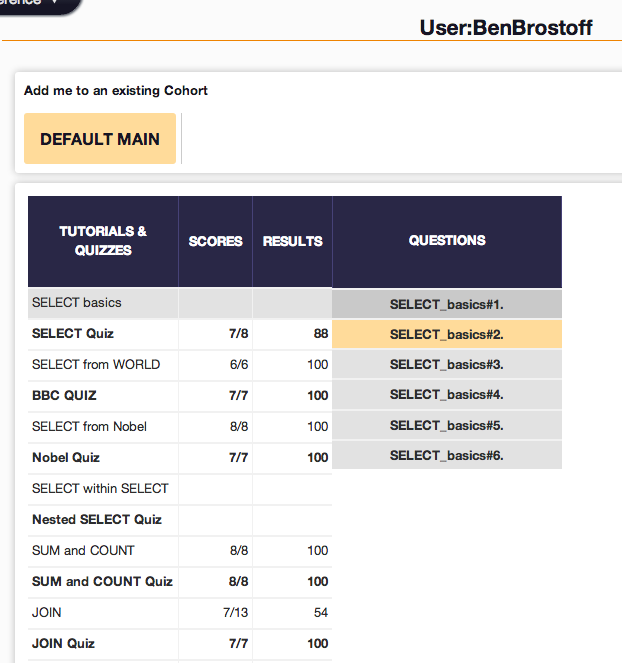 User:BenBrostoff
Add me to an existing Cohort
DEFAULT MAIN
TUTORIALS &
QUIZZES
SCORES
RESULTS
QUESTIONS
SELECT basics
SELECT Quiz 7/8 88
SELECT from WORLD 6/6 100
BBC QUIZ 7/7 100
SELECT from Nobel 8/8 100
Nobel Quiz 7/7 100
SELECT within SELECT
Nested SELECT Quiz
SUM and COUNT 8/8 100
SUM and COUNT Quiz 8/8 100
JOIN 7/13 54
JOIN Quiz 7/7 100
SELECT_basics#1.
SELECT_basics#2.
SELECT_basics#3.
SELECT_basics#4.
SELECT_basics#5.
SELECT_basics#6.